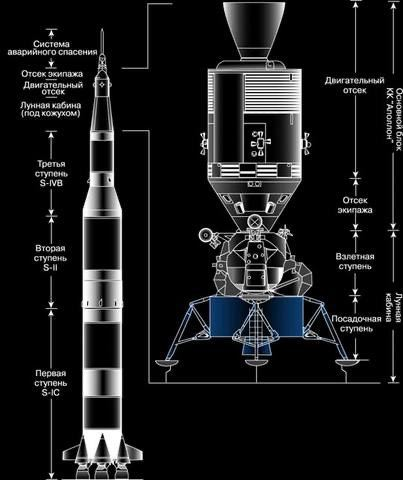 Система
аварийного спасения
Отсек экипажа
Двигательный
отсек
Лунная кабина
(под кожухом)
Третья
ступень
S-IVB
Вторая
ступень
S-II
Первая
ступень
S-IC
Двигательный
отсек
Отсек
экипажа
Взлетная
ступень
Посадочная
ступень
Основной блок
КК "Аполлон"
Лунная
кабина